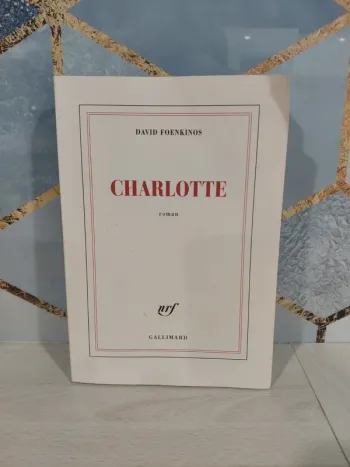 DAVID FOENKINOS
CHARLOTTE
roman
nrf
GALLIMARD